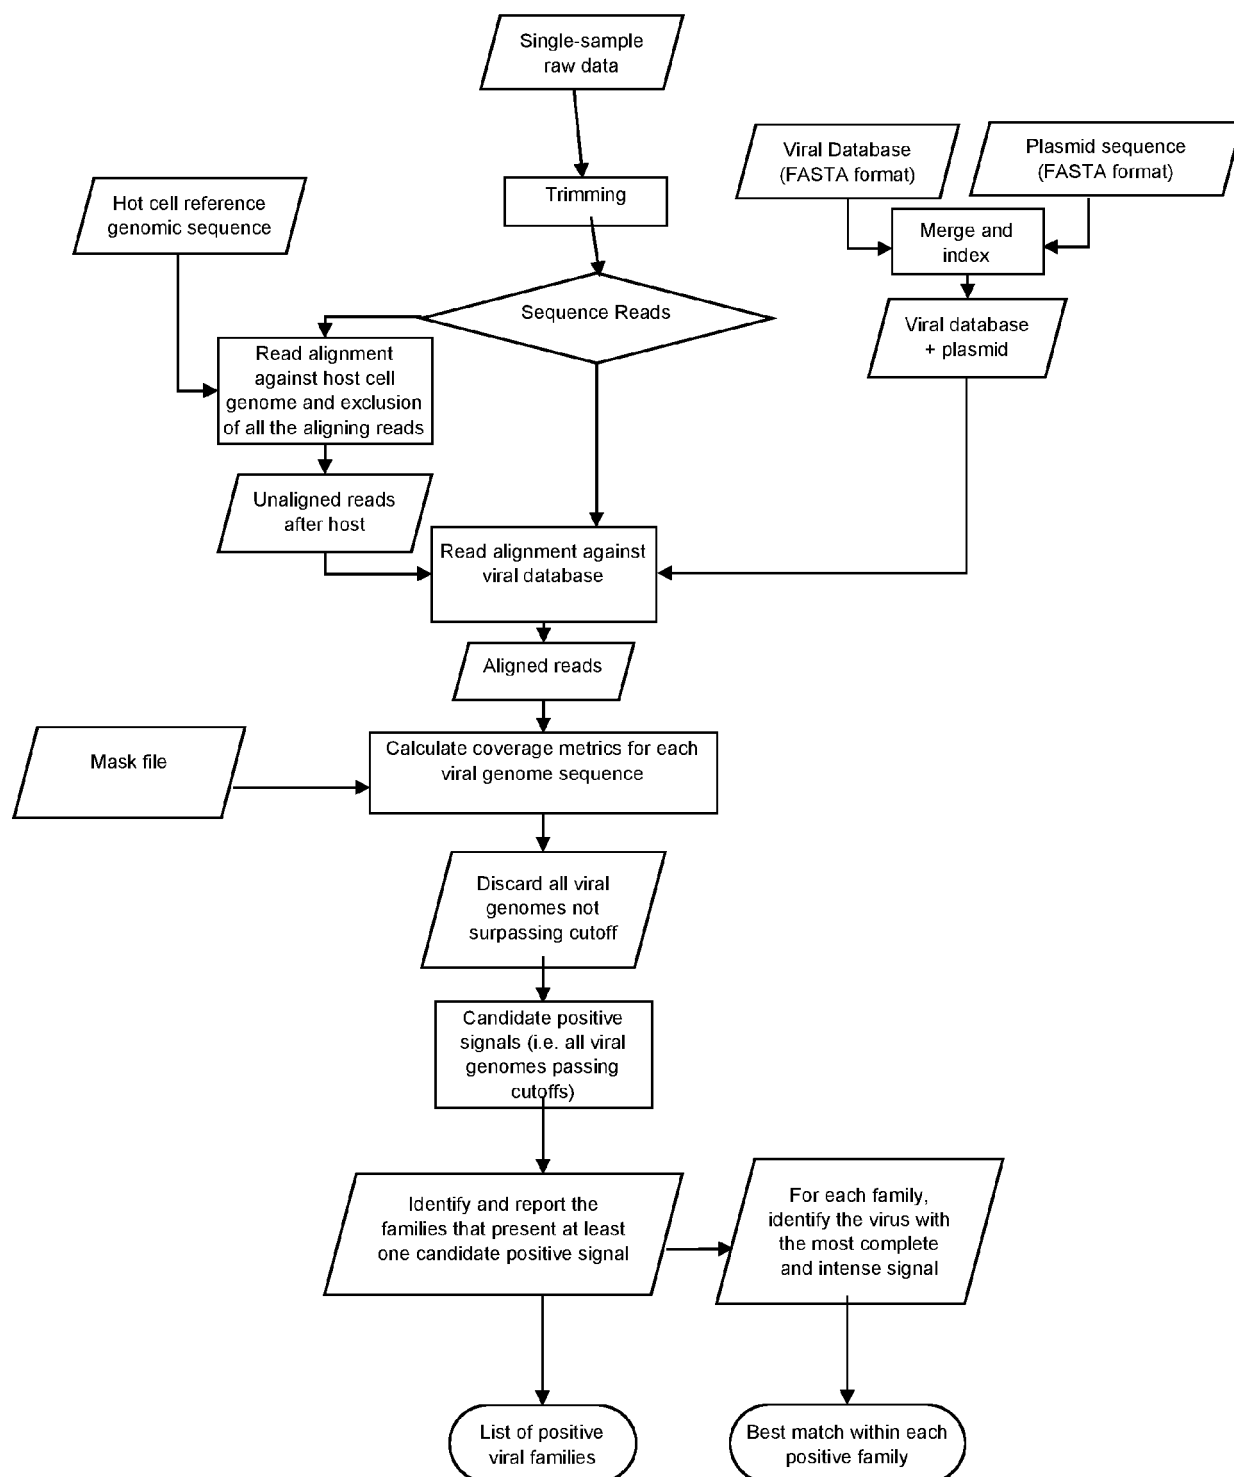 Single-sample
raw data
Viral Database
(FASTA format)
Plasmid sequence
(FASTA format)
Trimming
Hot cell reference
genomic sequence
Merge and
index
Sequence Reads
Viral database
+ plasmid
Read alignment
against host cell
genome and exclusion
of all the aligning reads
Unaligned reads
after host
Read alignment against
viral database
Aligned reads
Mask file
Calculate coverage metrics for each
viral genome sequence
Discard all viral
genomes not
surpassing cutoff
Candidate positive
signals (i.e. all viral
genomes passing
cutoffs)
Identify and report the
families that present at least
one candidate positive signal
For each family,
identify the virus with
the most complete
and intense signal
List of positive
viral families
Best match within each
positive family